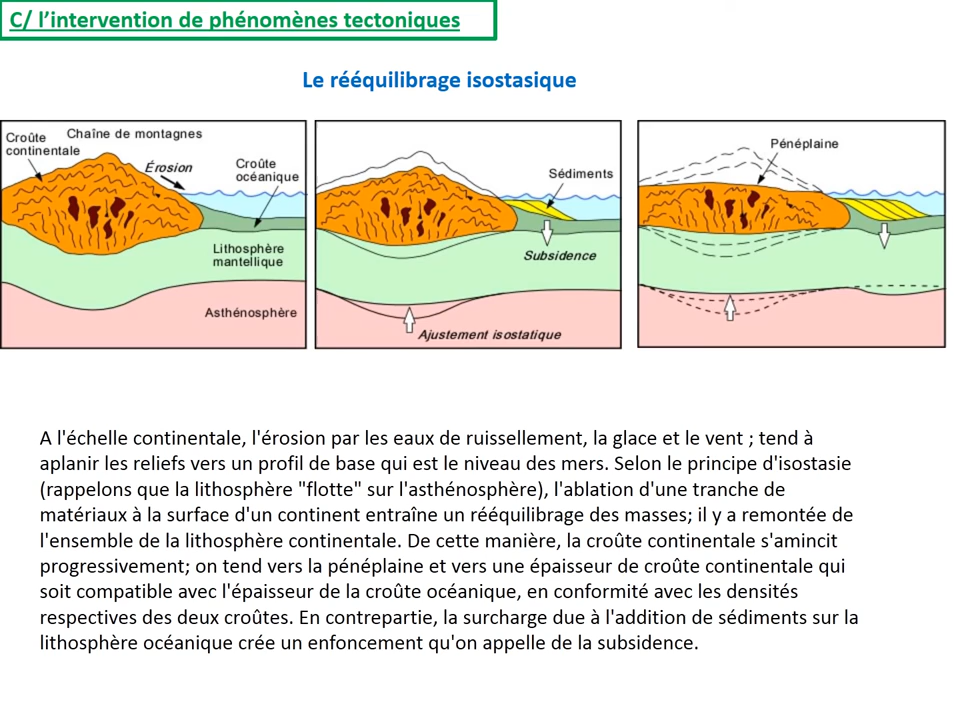 C/ l’intervention de phénomènes tectoniques
Le rééquilibrage isostasique
Croûte
continentale
Chaîne de montagnes
Érosion
Croûte
océanique
Lithosphère
mantellique
Asthénosphère
Sédiments
Subsidence
Ajustement isostatique
Pénéplaine
A l'échelle continentale, l'érosion par les eaux de ruissellement, la glace et le vent ; tend à
aplanir les reliefs vers un profil de base qui est le niveau des mers. Selon le principe d'isostasie
(rappelons que la lithosphère "flotte" sur l'asthénosphère), l'ablation d'une tranche de
matériaux à la surface d'un continent entraîne un rééquilibrage des masses; il y a remontée de
l'ensemble de la lithosphère continentale. De cette manière, la croûte continentale s'amincit
progressivement; on tend vers la pénéplaine et vers une épaisseur de croûte continentale qui
soit compatible avec l'épaisseur de la croûte océanique, en conformité avec les densités
respectives des deux croûtes. En contrepartie, la surcharge due à l'addition de sédiments sur la
lithosphère océanique crée un enfoncement qu'on appelle de la subsidence.